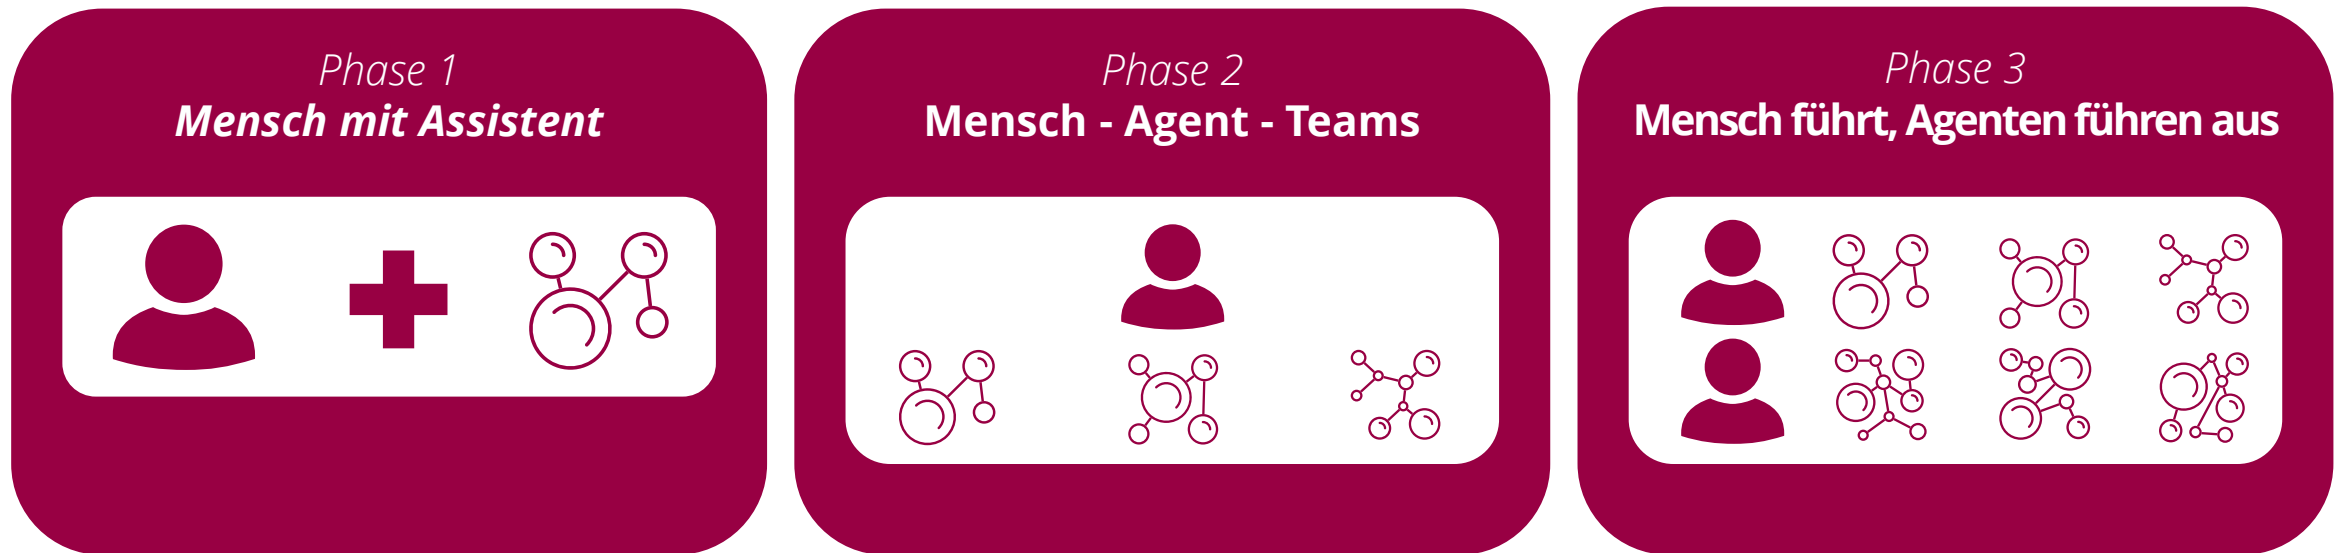 Phase 1
Mensch mit Assistent
Phase 2
Mensch - Agent - Teams
Phase 3
Mensch führt, Agenten führen aus